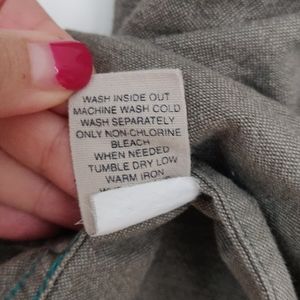 WASH INSIDE OUT
MACHINE WASH COLD
WASH SEPARATELY
ONLY NON-CHLORINE
BLEACH
WHEN NEEDED
TUMBLE DRY LOW
WARM IRON